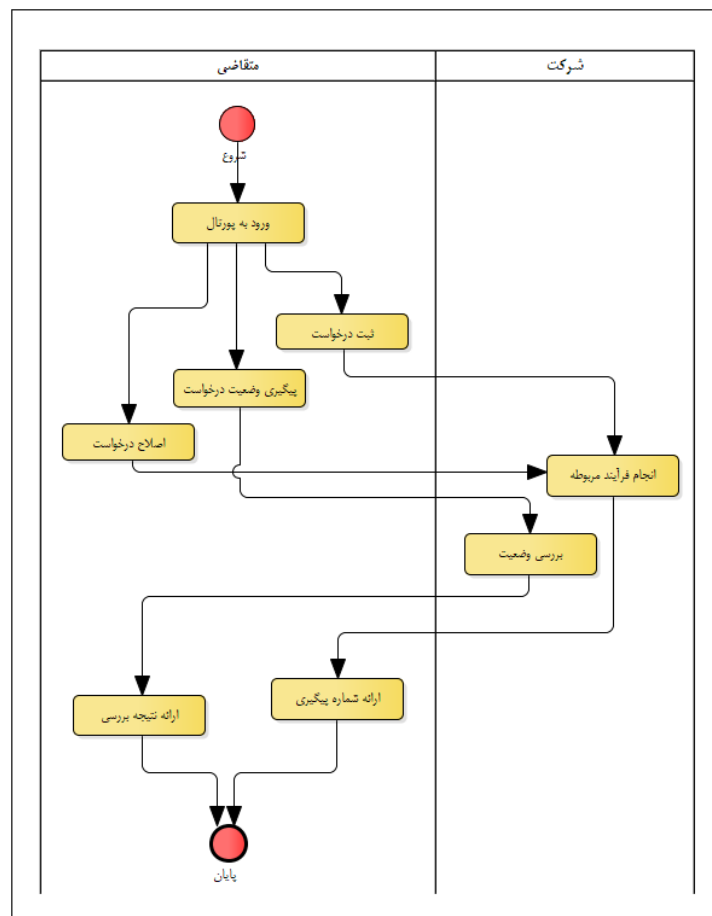 شرکت
متقاضی
شروع
ورود به پورتال
ثبت درخواست
پیگیری وضعیت درخواست
اصلاح درخواست
انجام فرآیند مربوطه
بررسی وضعیت
ارائه شماره پیگیری
ارائه نتیجه بررسی
پایان